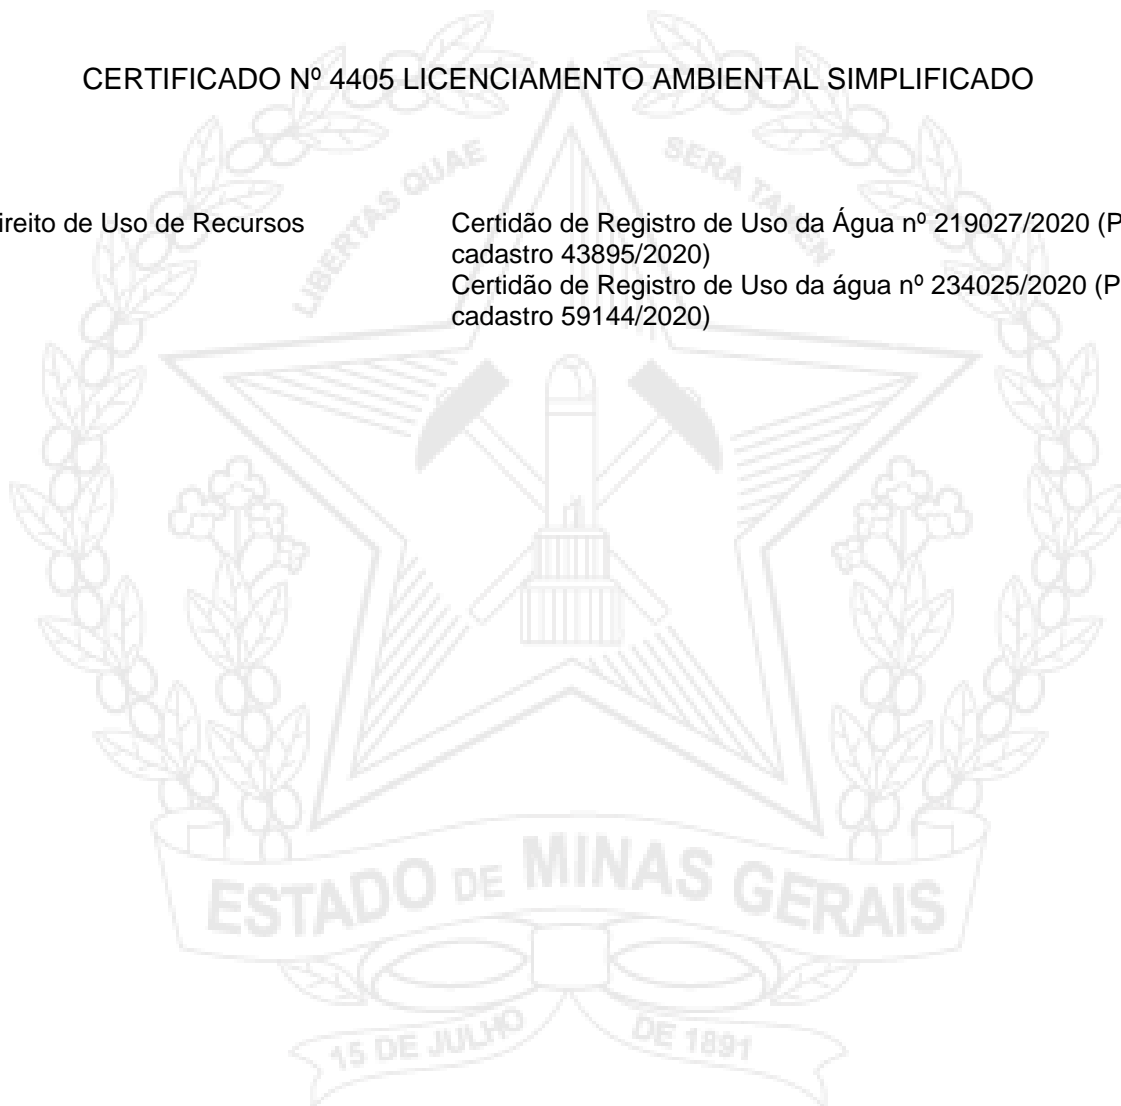 CERTIFICADO Nº 4405 LICENCIAMENTO AMBIENTAL SIMPLIFICADO
LIBERTAS QUAE SERA TAMEN
ireito de Uso de Recursos
Certidão de Registro de Uso da Água nº 219027/2020 (P
cadastro 43895/2020)
Certidão de Registro de Uso da água nº 234025/2020 (P
cadastro 59144/2020)
ESTADO DE MINAS GERAIS
15 DE JULHO DE 1891